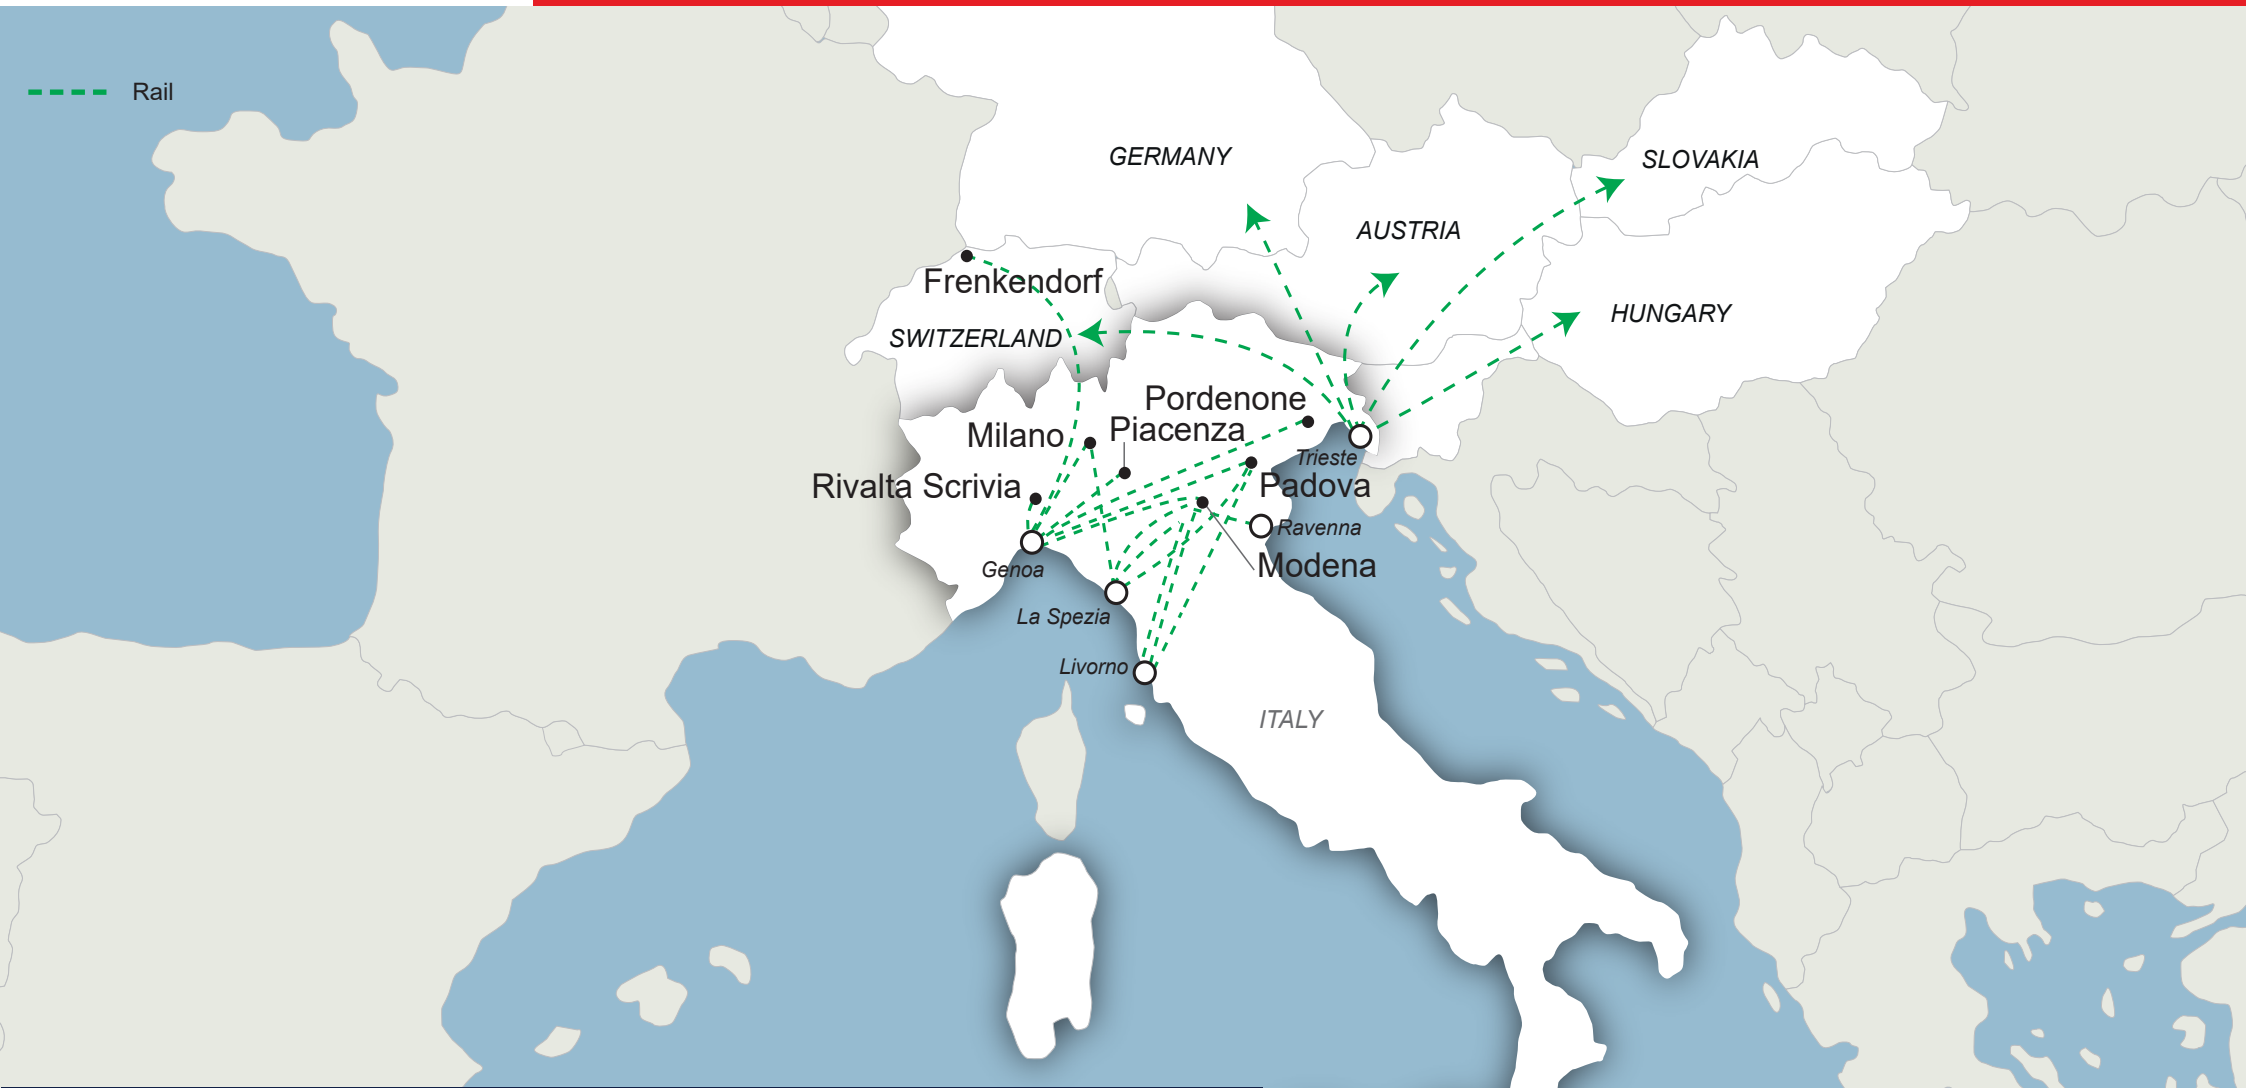 Rail
GERMANY
SLOVAKIA
AUSTRIA
Frenkendorf
HUNGARY
SWITZERLAND
Pordenone
Piacenza
Milano
Trieste
Rivalta Scrivia
Padova
Ravenna
Genoa
Modena
La Spezia
Livorno
ITALY